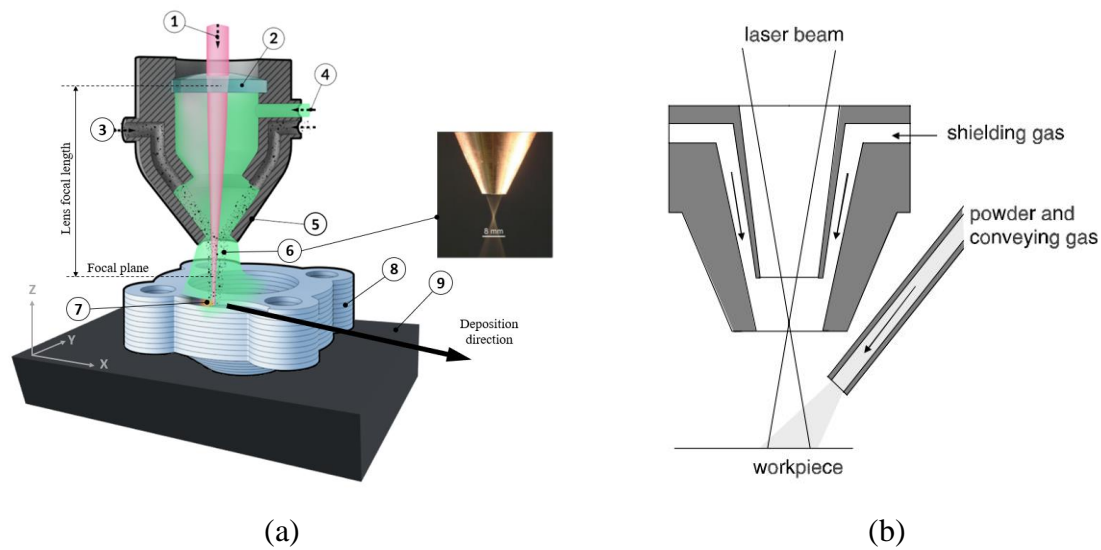 1
2
4
3
Lens focal length
5
6
8 mm
Focal plane
8
7
9
Z
Y
X
Deposition
direction
(a)
laser beam
shielding gas
powder and
conveying gas
workpiece
(b)